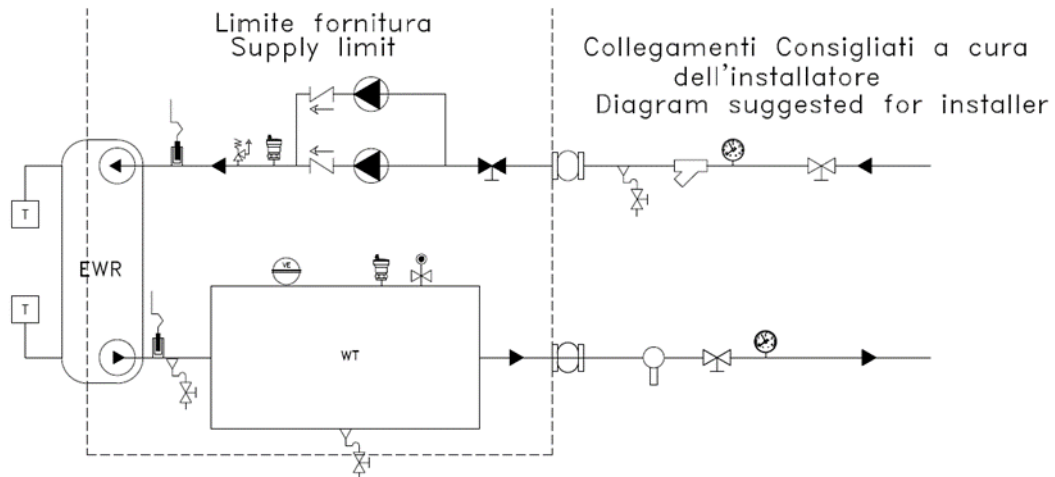 Limite fornitura
Supply limit
Collegamenti Consigliati a cura
dell'installatore
Diagram suggested for installer
T
EWR
VE
T
WT